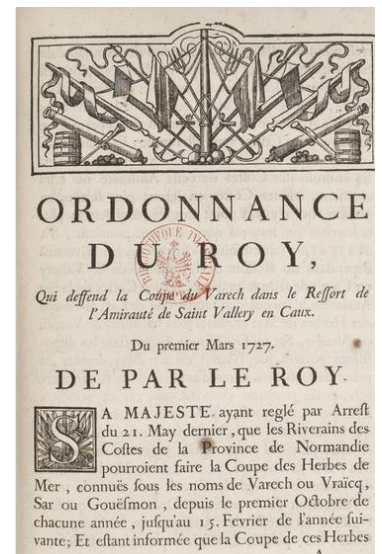 ORDONNANCE
DU ROY,
Qui deffend la Coupe du Varech dans le Reſſort de
l'Amirauté de Saint Vallery en Caux.
Du premier Mars 1727.
DE PAR LE ROY.
SA MAJESTE ayant reglé par Arreſt
du 21. May dernier, que les Riverains des
Coſtes de la Province de Normandie
pourroient faire la Coupe des Herbes de
Mer, connuës ſous les noms de Varech ou Vraïcq,
Sar ou Gouëſmon, depuis le premier Octobre de
chacune année, juſqu'au 15. Fevrier de l'année ſui-
vante; Et eſtant informée que la Coupe de ces Herbes